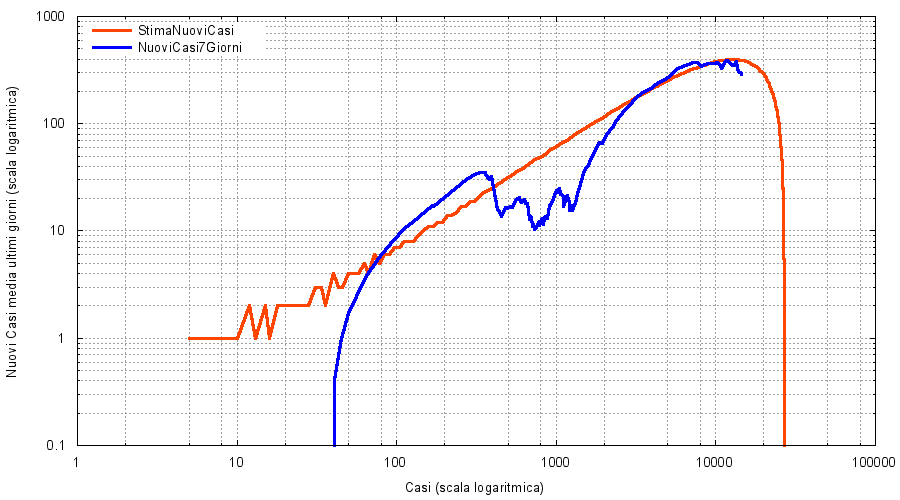 1000
StimaNuoviCasi
NuoviCasi7Giorni
100
10
1
0.1
Nuovi Casi media ultimi giorni (scala logaritmica)
1 10 100 1000 10000 100000
Casi (scala logaritmica)